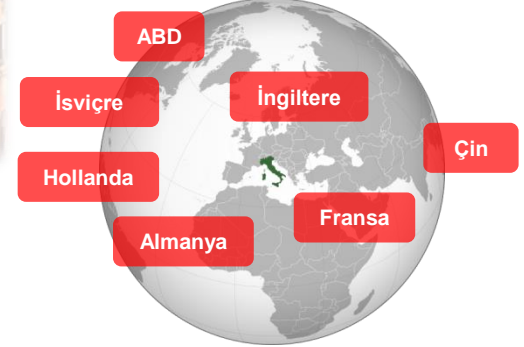 ABD
İsviçre
İngiltere
Çin
Hollanda
Fransa
Almanya